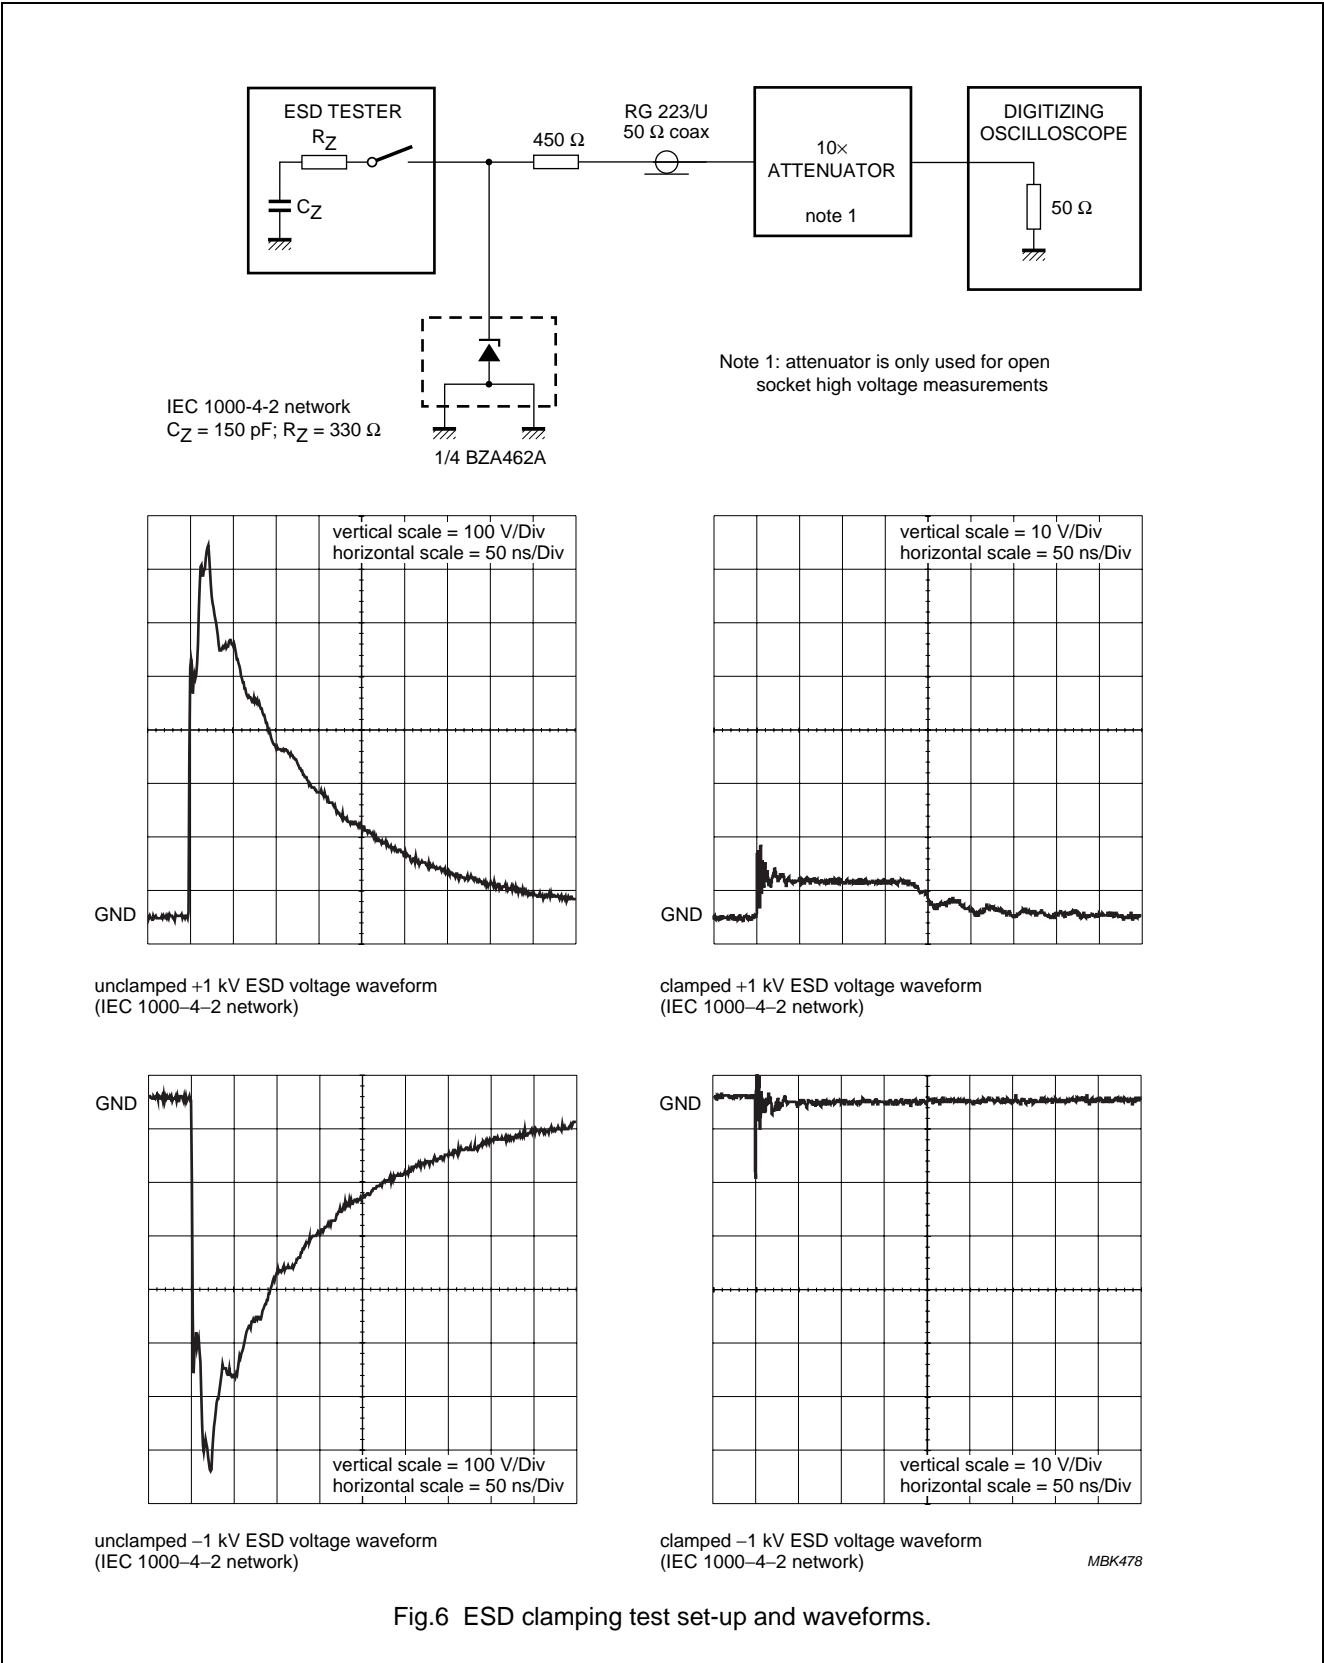 ESD TESTER
RZ
CZ
450 Ω
RG 223/U
50 Ω coax
10×
ATTENUATOR
note 1
DIGITIZING
OSCILLOSCOPE
50 Ω
Note 1: attenuator is only used for open
socket high voltage measurements
IEC 1000-4-2 network
CZ = 150 pF; RZ = 330 Ω
1/4 BZA462A
vertical scale = 100 V/Div
horizontal scale = 50 ns/Div
GND
unclamped +1 kV ESD voltage waveform
(IEC 1000−4−2 network)
vertical scale = 10 V/Div
horizontal scale = 50 ns/Div
GND
clamped +1 kV ESD voltage waveform
(IEC 1000−4−2 network)
GND
vertical scale = 100 V/Div
horizontal scale = 50 ns/Div
unclamped −1 kV ESD voltage waveform
(IEC 1000−4−2 network)
GND
vertical scale = 10 V/Div
horizontal scale = 50 ns/Div
clamped −1 kV ESD voltage waveform
(IEC 1000−4−2 network)
MBK478
Fig.6 ESD clamping test set-up and waveforms.